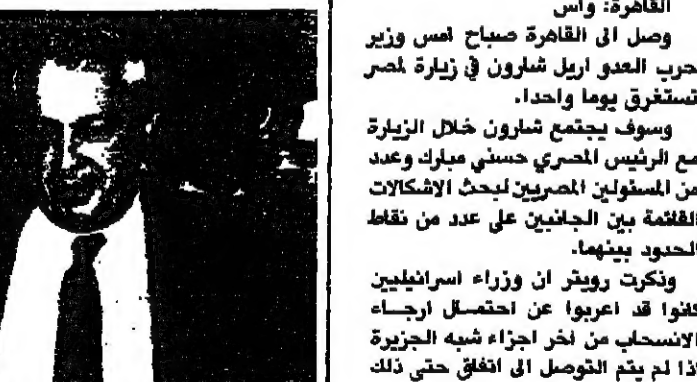 القاهرة: واس
وصل الى القاهرة صباح امس وزير
حرب العدو اريل شارون في زيارة لمصر
تستغرق يوما واحدا.
وسوف يجتمع شارون خلال الزيارة
مع الرئيس المصري حسني مبارك وعدد
من المسئولين المصريين لبحث الاشكالات
القائمة بين الجانبين على عدد من نقاط
الحدود بينهما.
وذكرت رويتر ان وزراء اسرائيليين
كانوا قد اعربوا عن احتمال ارجاء
الانسحاب من اخر اجزاء شبه الجزيرة
اذا لم يتم التوصل الى اتفاق حتى ذلك